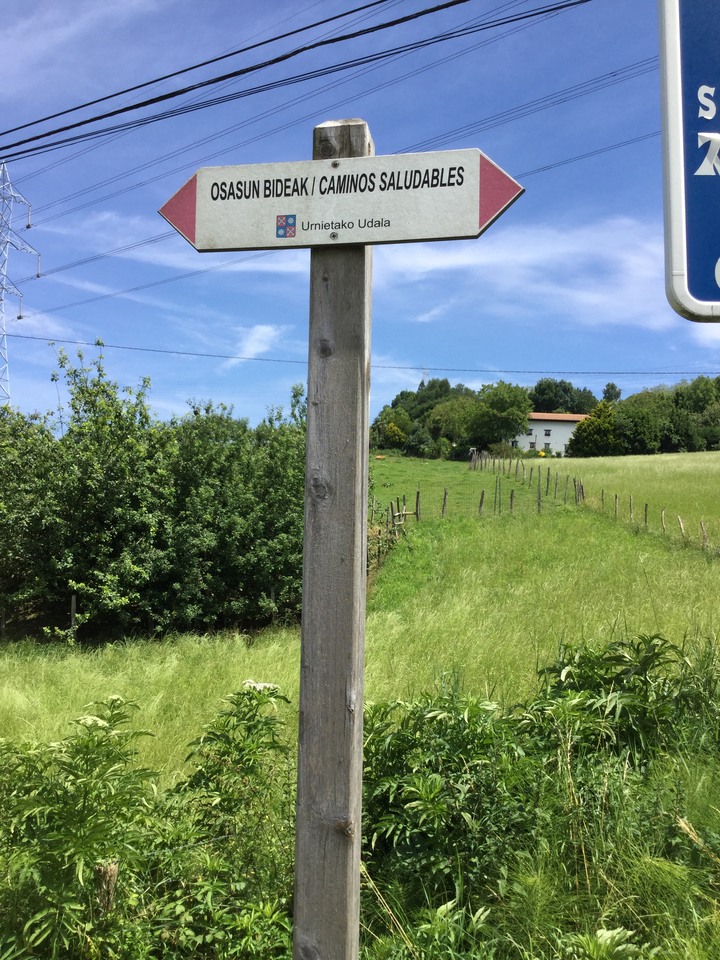 OSASUN BIDEAK / CAMINOS SALUDABLES
Urnietako Udala